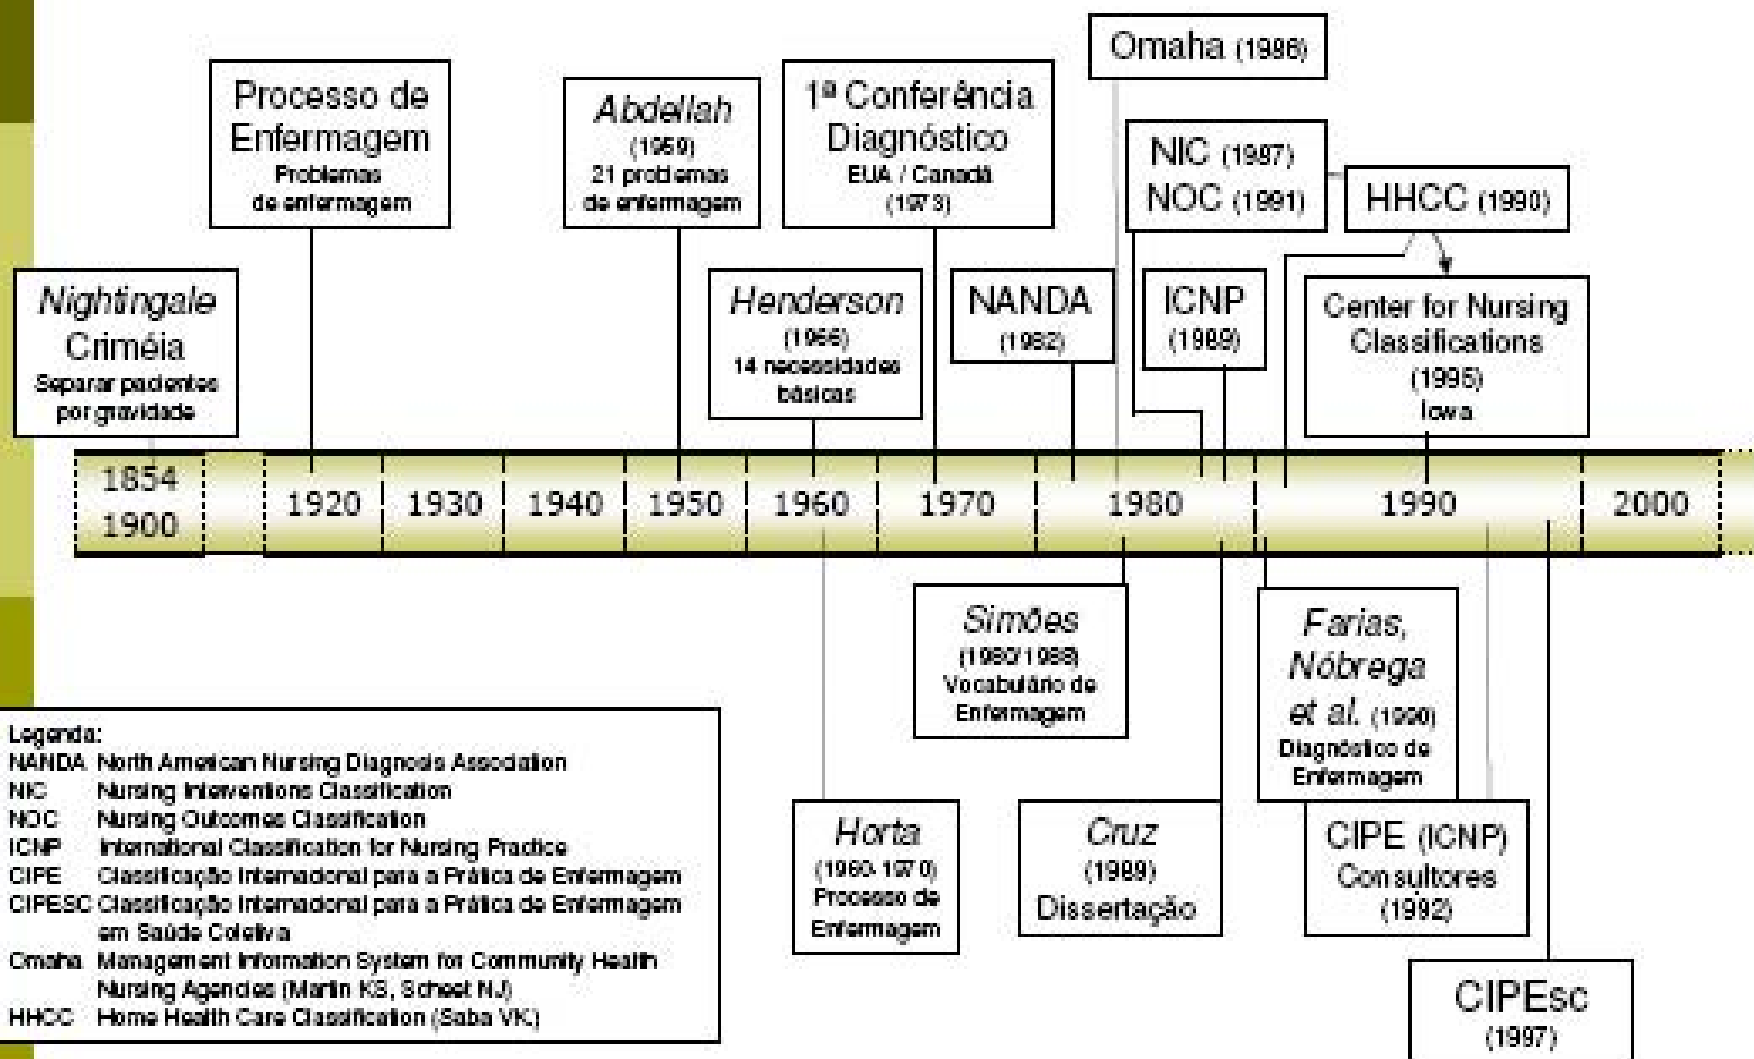 Omaha (1986)
Processo de
Enfermagem
Problemas
de enfermagem
Abdellah
(1959)
21 problemas
de enfermagem
1ª Conferência
Diagnóstico
EUA / Canadá
(1973)
NIC (1987)
NOC (1991)
HHCC (1990)
Nightingale
Criméia
Separar pacientes
por gravidade
Henderson
(1966)
14 necessidades
básicas
NANDA
(1982)
ICNP
(1989)
Center for Nursing
Classifications
(1995)
Iowa
1854
1900
1920
1930
1940
1950
1960
1970
1980
1990
2000
Simões
(1980/1988)
Vocabulário de
Enfermagem
Farias,
Nóbrega
et al. (1990)
Diagnóstico de
Enfermagem
Horta
(1960-1970)
Processo de
Enfermagem
Cruz
(1989)
Dissertação
CIPE (ICNP)
Consultores
(1992)
CIPEsc
(1997)
Legenda:
NANDA North American Nursing Diagnosis Association
NIC Nursing Interventions Classification
NOC Nursing Outcomes Classification
ICNP International Classification for Nursing Practice
CIPE Classificação Internacional para a Prática de Enfermagem
CIPESC Classificação Internacional para a Prática de Enfermagem
em Saúde Coletiva
Omaha Management Information System for Community Health
Nursing Agencies (Martin KS, Scheet NJ)
HHCC Home Health Care Classification (Saba VK)